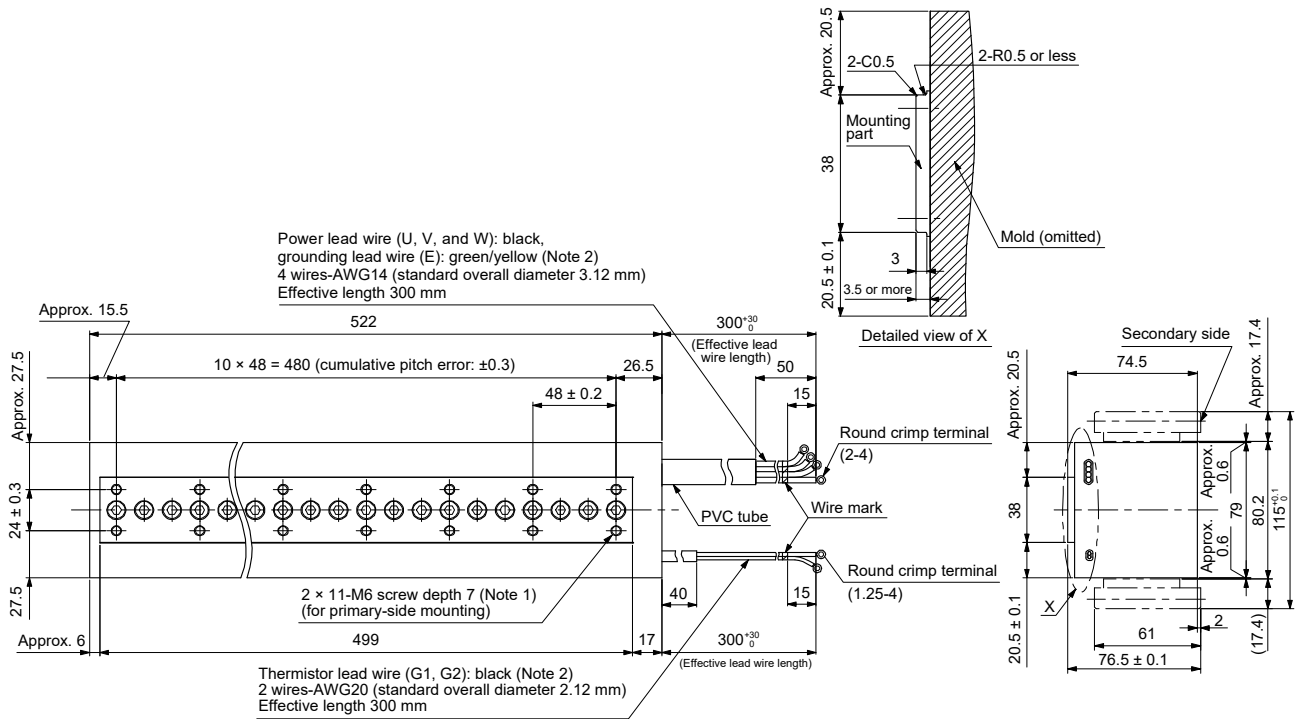 Approx. 20.5
2-C0.5
2-R0.5 or less
Mounting
part
38
Mold (omitted)
20.5 ± 0.1
3
3.5 or more
Detailed view of X
Power lead wire (U, V, and W): black,
grounding lead wire (E): green/yellow (Note 2)
4 wires-AWG14 (standard overall diameter 3.12 mm)
Effective length 300 mm
Approx. 15.5
522
300 +30 0
(Effective lead
wire length)
10 × 48 = 480 (cumulative pitch error: ±0.3)
26.5
50
48 ± 0.2
15
Approx. 27.5
24 ± 0.3
27.5
Round crimp terminal
(2-4)
PVC tube
Wire mark
Round crimp terminal
(1.25-4)
2 × 11-M6 screw depth 7 (Note 1)
(for primary-side mounting)
40
15
Approx. 6
499
17
300 +30 0
(Effective lead wire length)
Thermistor lead wire (G1, G2): black (Note 2)
2 wires-AWG20 (standard overall diameter 2.12 mm)
Effective length 300 mm
Secondary side
74.5
Approx. 17.4
Approx. 20.5
38
20.5 ± 0.1
Approx.
0.6
Approx.
0.6
79
80.2
115 +0.1 0
X
2
61
(17.4)
76.5 ± 0.1